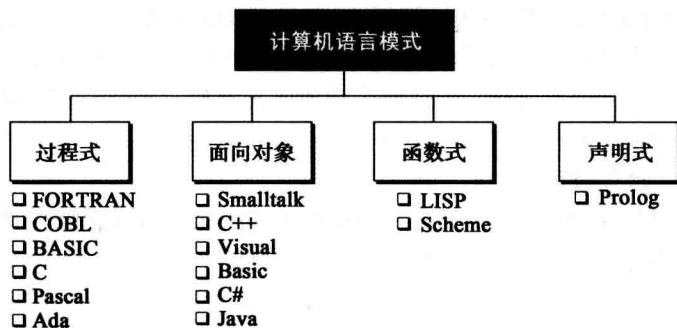 计算机语言模式
过程式
FORTRAN
COBL
BASIC
C
Pascal
Ada
面向对象
Smalltalk
C++
Visual
Basic
C#
Java
函数式
LISP
Scheme
声明式
Prolog